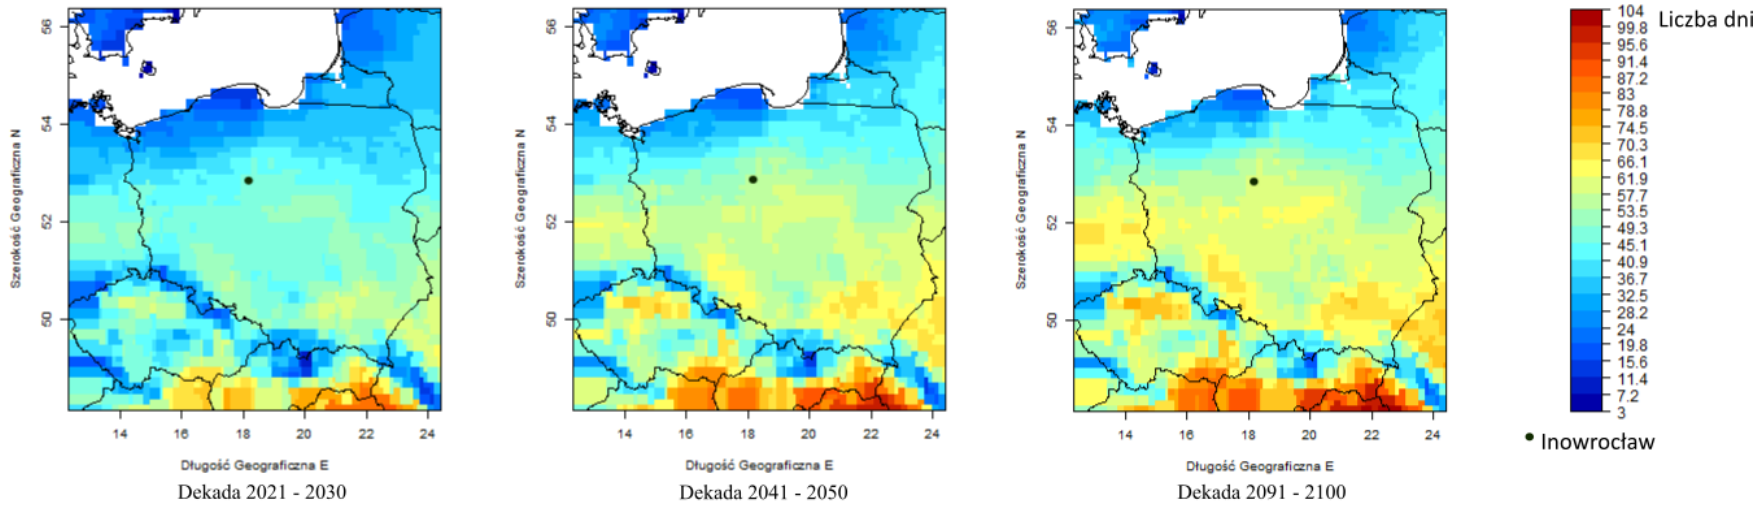 56
54
52
50
Szerokość Geograficzna N
14 16 18 20 22 24
Długość Geograficzna E
Dekada 2021 - 2030
56
54
52
50
Szerokość Geograficzna N
14 16 18 20 22 24
Długość Geograficzna E
Dekada 2041 - 2050
56
54
52
50
Szerokość Geograficzna N
14 16 18 20 22 24
Długość Geograficzna E
Dekada 2091 - 2100
Liczba dni
104
99.8
95.6
91.4
87.2
83
78.8
74.5
70.3
66.1
61.9
57.7
53.5
49.3
45.1
40.9
36.7
32.5
28.2
24
19.8
15.6
11.4
7.2
3
Inowrocław